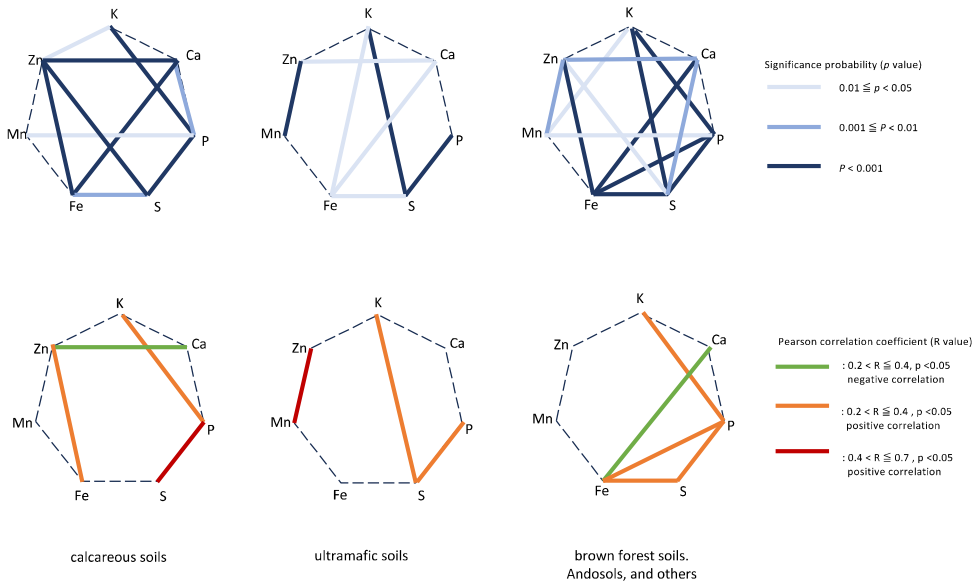 K
Zn
Ca
Mn
P
Fe
S
K
Zn
Ca
Mn
P
Fe
S
K
Zn
Ca
Mn
P
Fe
S
Significance probability (p value)
0.01 ≦ p < 0.05
0.001 ≦ P < 0.01
P < 0.001
K
Zn
Ca
Mn
P
Fe
S
K
Zn
Ca
Mn
P
Fe
S
K
Zn
Ca
Mn
P
Fe
S
Pearson correlation coefficient (R value)
: 0.2 < R ≦ 0.4, p <0.05
negative correlation
: 0.2 < R ≦ 0.4 , p <0.05
positive correlation
: 0.4 < R ≦ 0.7 , p <0.05
positive correlation
calcareous soils
ultramafic soils
brown forest soils.
Andosols, and others